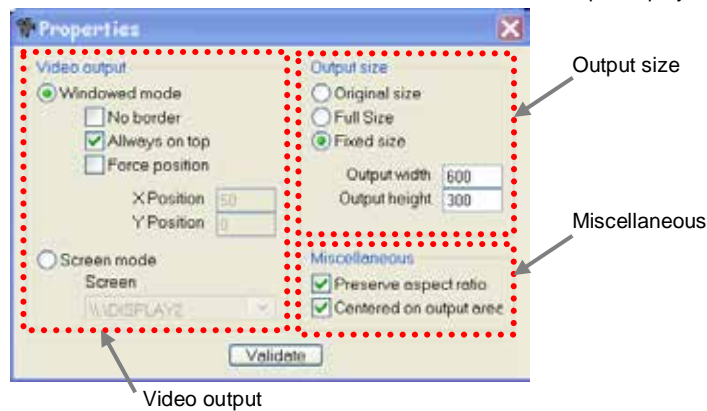 Properties
Video output
Windowed mode
No border
Allways on top
Force position
X Position 50
Y Position 0
Screen mode
Screen
\\.\DISPLAY2
Output size
Original size
Full Size
Fixed size
Output width 600
Output height 300
Miscellaneous
Preserve aspect ratio
Centered on output area
Validate
Output size
Miscellaneous
Video output